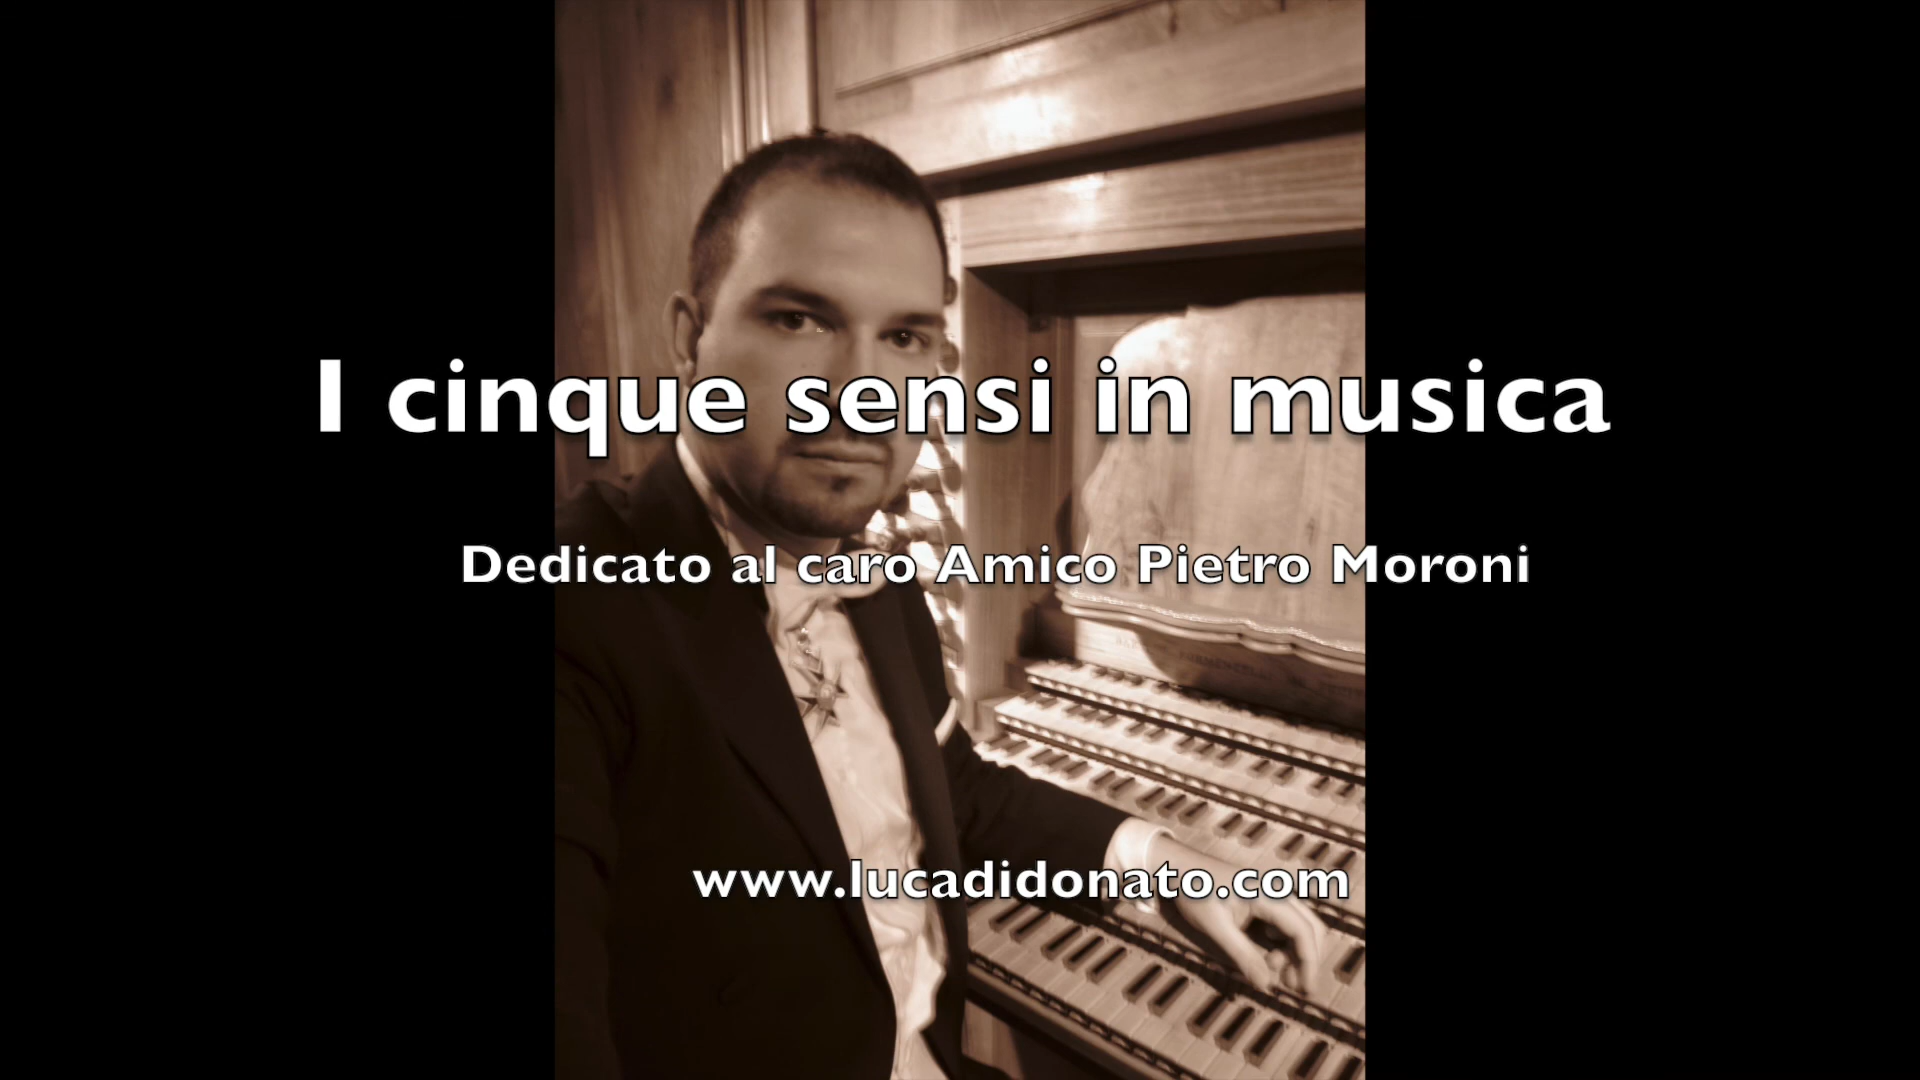 I cinque sensi in musica
Dedicato al caro Amico Pietro Moroni
www.lucadidonato.com